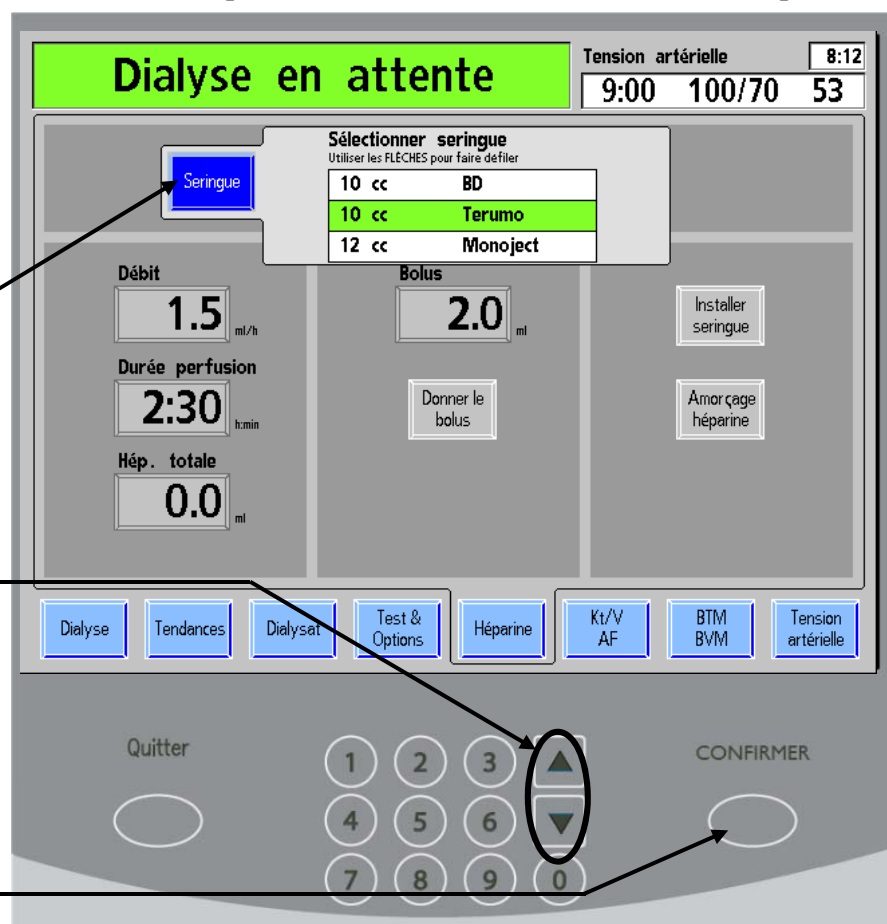 Dialyse en attente
Tension artérielle
8:12
9:00 100/70 53
Seringue
Sélectionner seringue
Utiliser les FLÈCHES pour faire defiler
10 cc BD
10 cc Terumo
12 cc Monoject
Débit
1.5 ml/h
Durée perfusion
2:30 h:min
Hép. totale
0.0 ml
Bolus
2.0 ml
Donner le
bolus
Installer
seringue
Amorçage
héparine
Dialyse
Tendances
Dialysat
Test &
Options
Héparine
Kt/V
AF
BTM
BVM
Tension
artérielle
Quitter
1 2 3
4 5 6
7 8 9 0
CONFIRMER